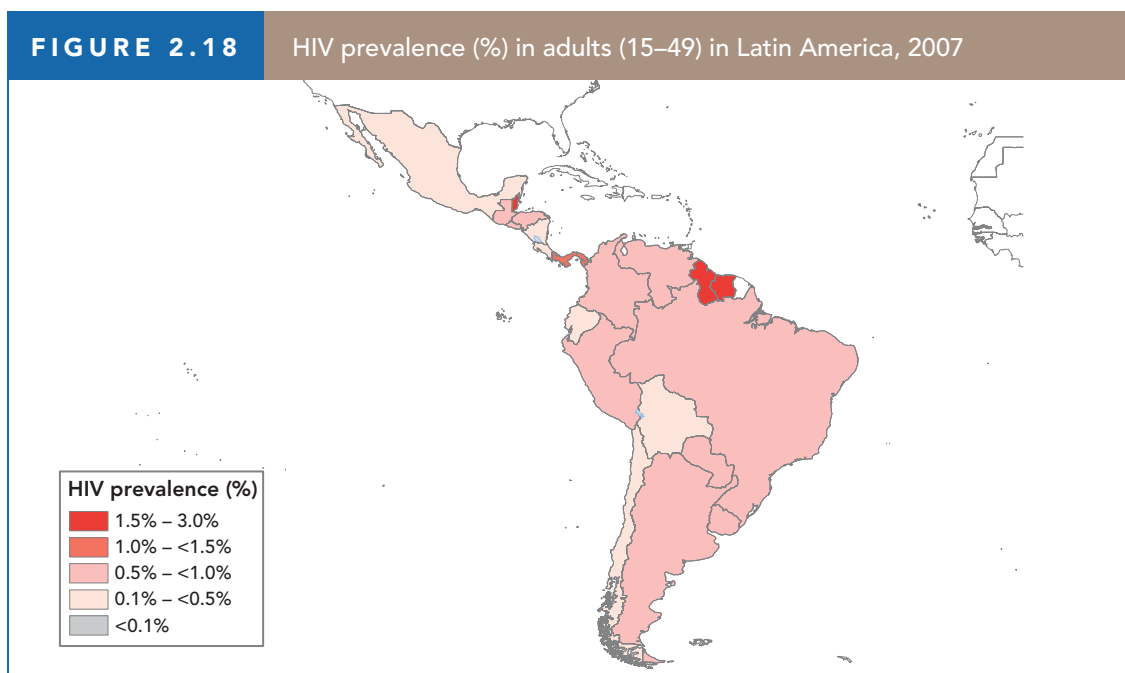 FIGURE 2.18
HIV prevalence (%) in adults (15–49) in Latin America, 2007
HIV prevalence (%)
1.5% – 3.0%
1.0% – <1.5%
0.5% – <1.0%
0.1% – <0.5%
<0.1%